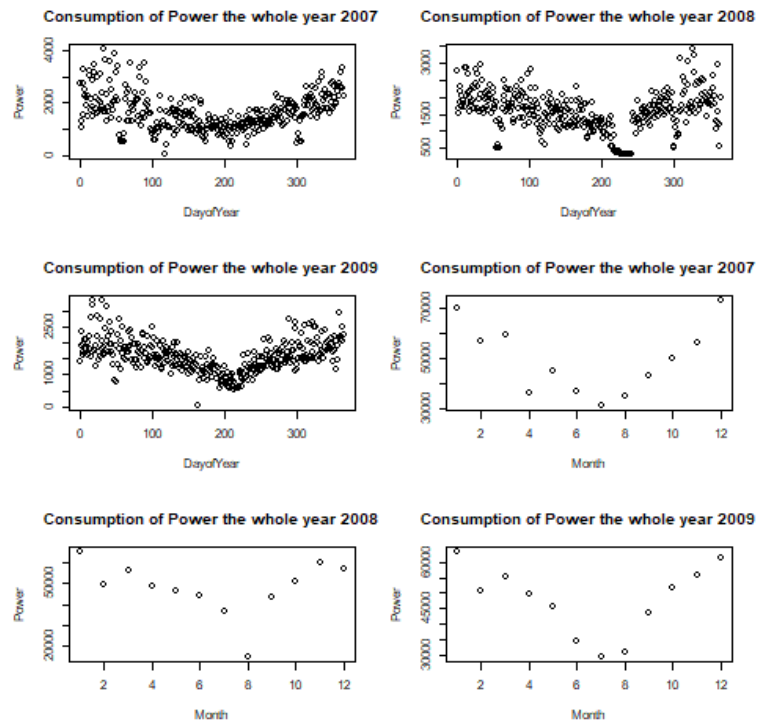 Consumption of Power the whole year 2007
Power
0 2000 4000
0 100 200 300
DayofYear
Consumption of Power the whole year 2008
Power
500 1500 3000
0 100 200 300
DayofYear
Consumption of Power the whole year 2009
Power
0 1000 2500
0 100 200 300
DayofYear
Consumption of Power the whole year 2007
Power
30000 50000 70000
2 4 6 8 10 12
Month
Consumption of Power the whole year 2008
Power
20000 50000
2 4 6 8 10 12
Month
Consumption of Power the whole year 2009
Power
30000 45000 60000
2 4 6 8 10 12
Month